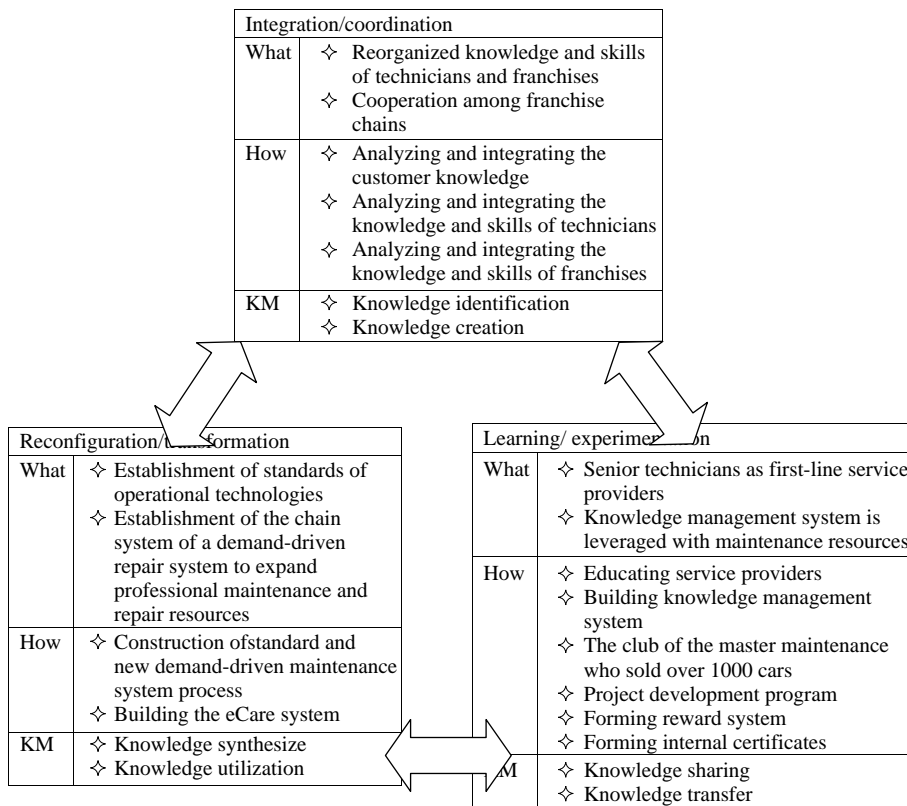 Integration/coordination
What
✧ Reorganized knowledge and skills
of technicians and franchises
✧ Cooperation among franchise
chains
How
✧ Analyzing and integrating the
customer knowledge
✧ Analyzing and integrating the
knowledge and skills of technicians
✧ Analyzing and integrating the
knowledge and skills of franchises
KM
✧ Knowledge identification
✧ Knowledge creation
Reconfiguration/transformation
What
✧ Establishment of standards of
operational technologies
✧ Establishment of the chain
system of a demand-driven
repair system to expand
professional maintenance and
repair resources
How
✧ Construction ofstandard and
new demand-driven maintenance
system process
✧ Building the eCare system
KM
✧ Knowledge synthesize
✧ Knowledge utilization
Learning/ experimentation
What
✧ Senior technicians as first-line service
providers
✧ Knowledge management system is
leveraged with maintenance resources
How
✧ Educating service providers
✧ Building knowledge management
system
✧ The club of the master maintenance
who sold over 1000 cars
✧ Project development program
✧ Forming reward system
✧ Forming internal certificates
KM
✧ Knowledge sharing
✧ Knowledge transfer